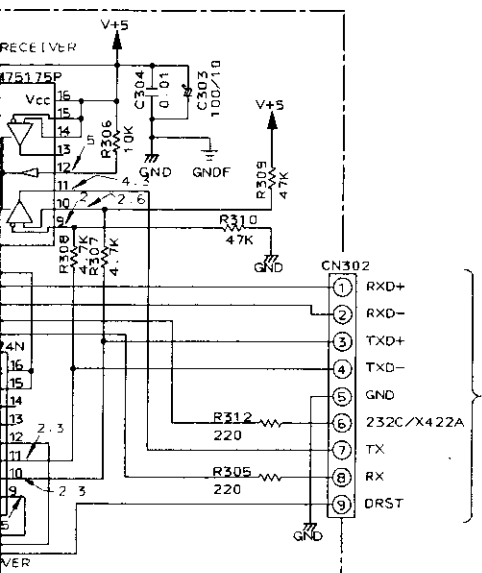 V+5
RECEIVER
75175P
Vcc
16
15
14
13
12
11
10
9
5
4.3
2
2.6
R306
10K
C304
0.01
C303
100/10
GND
GNDF
V+5
R309
47K
R310
47K
GND
R308
4.7K
R307
4.7K
CN302
1 RXD+
2 RXD-
3 TXD+
4 TXD-
5 GND
6 232C/X422A
7 TX
8 RX
9 DRST
4N
16
15
14
13
12
11
10
9
2.3
2.3
5
R312
220
R305
220
GND
VER